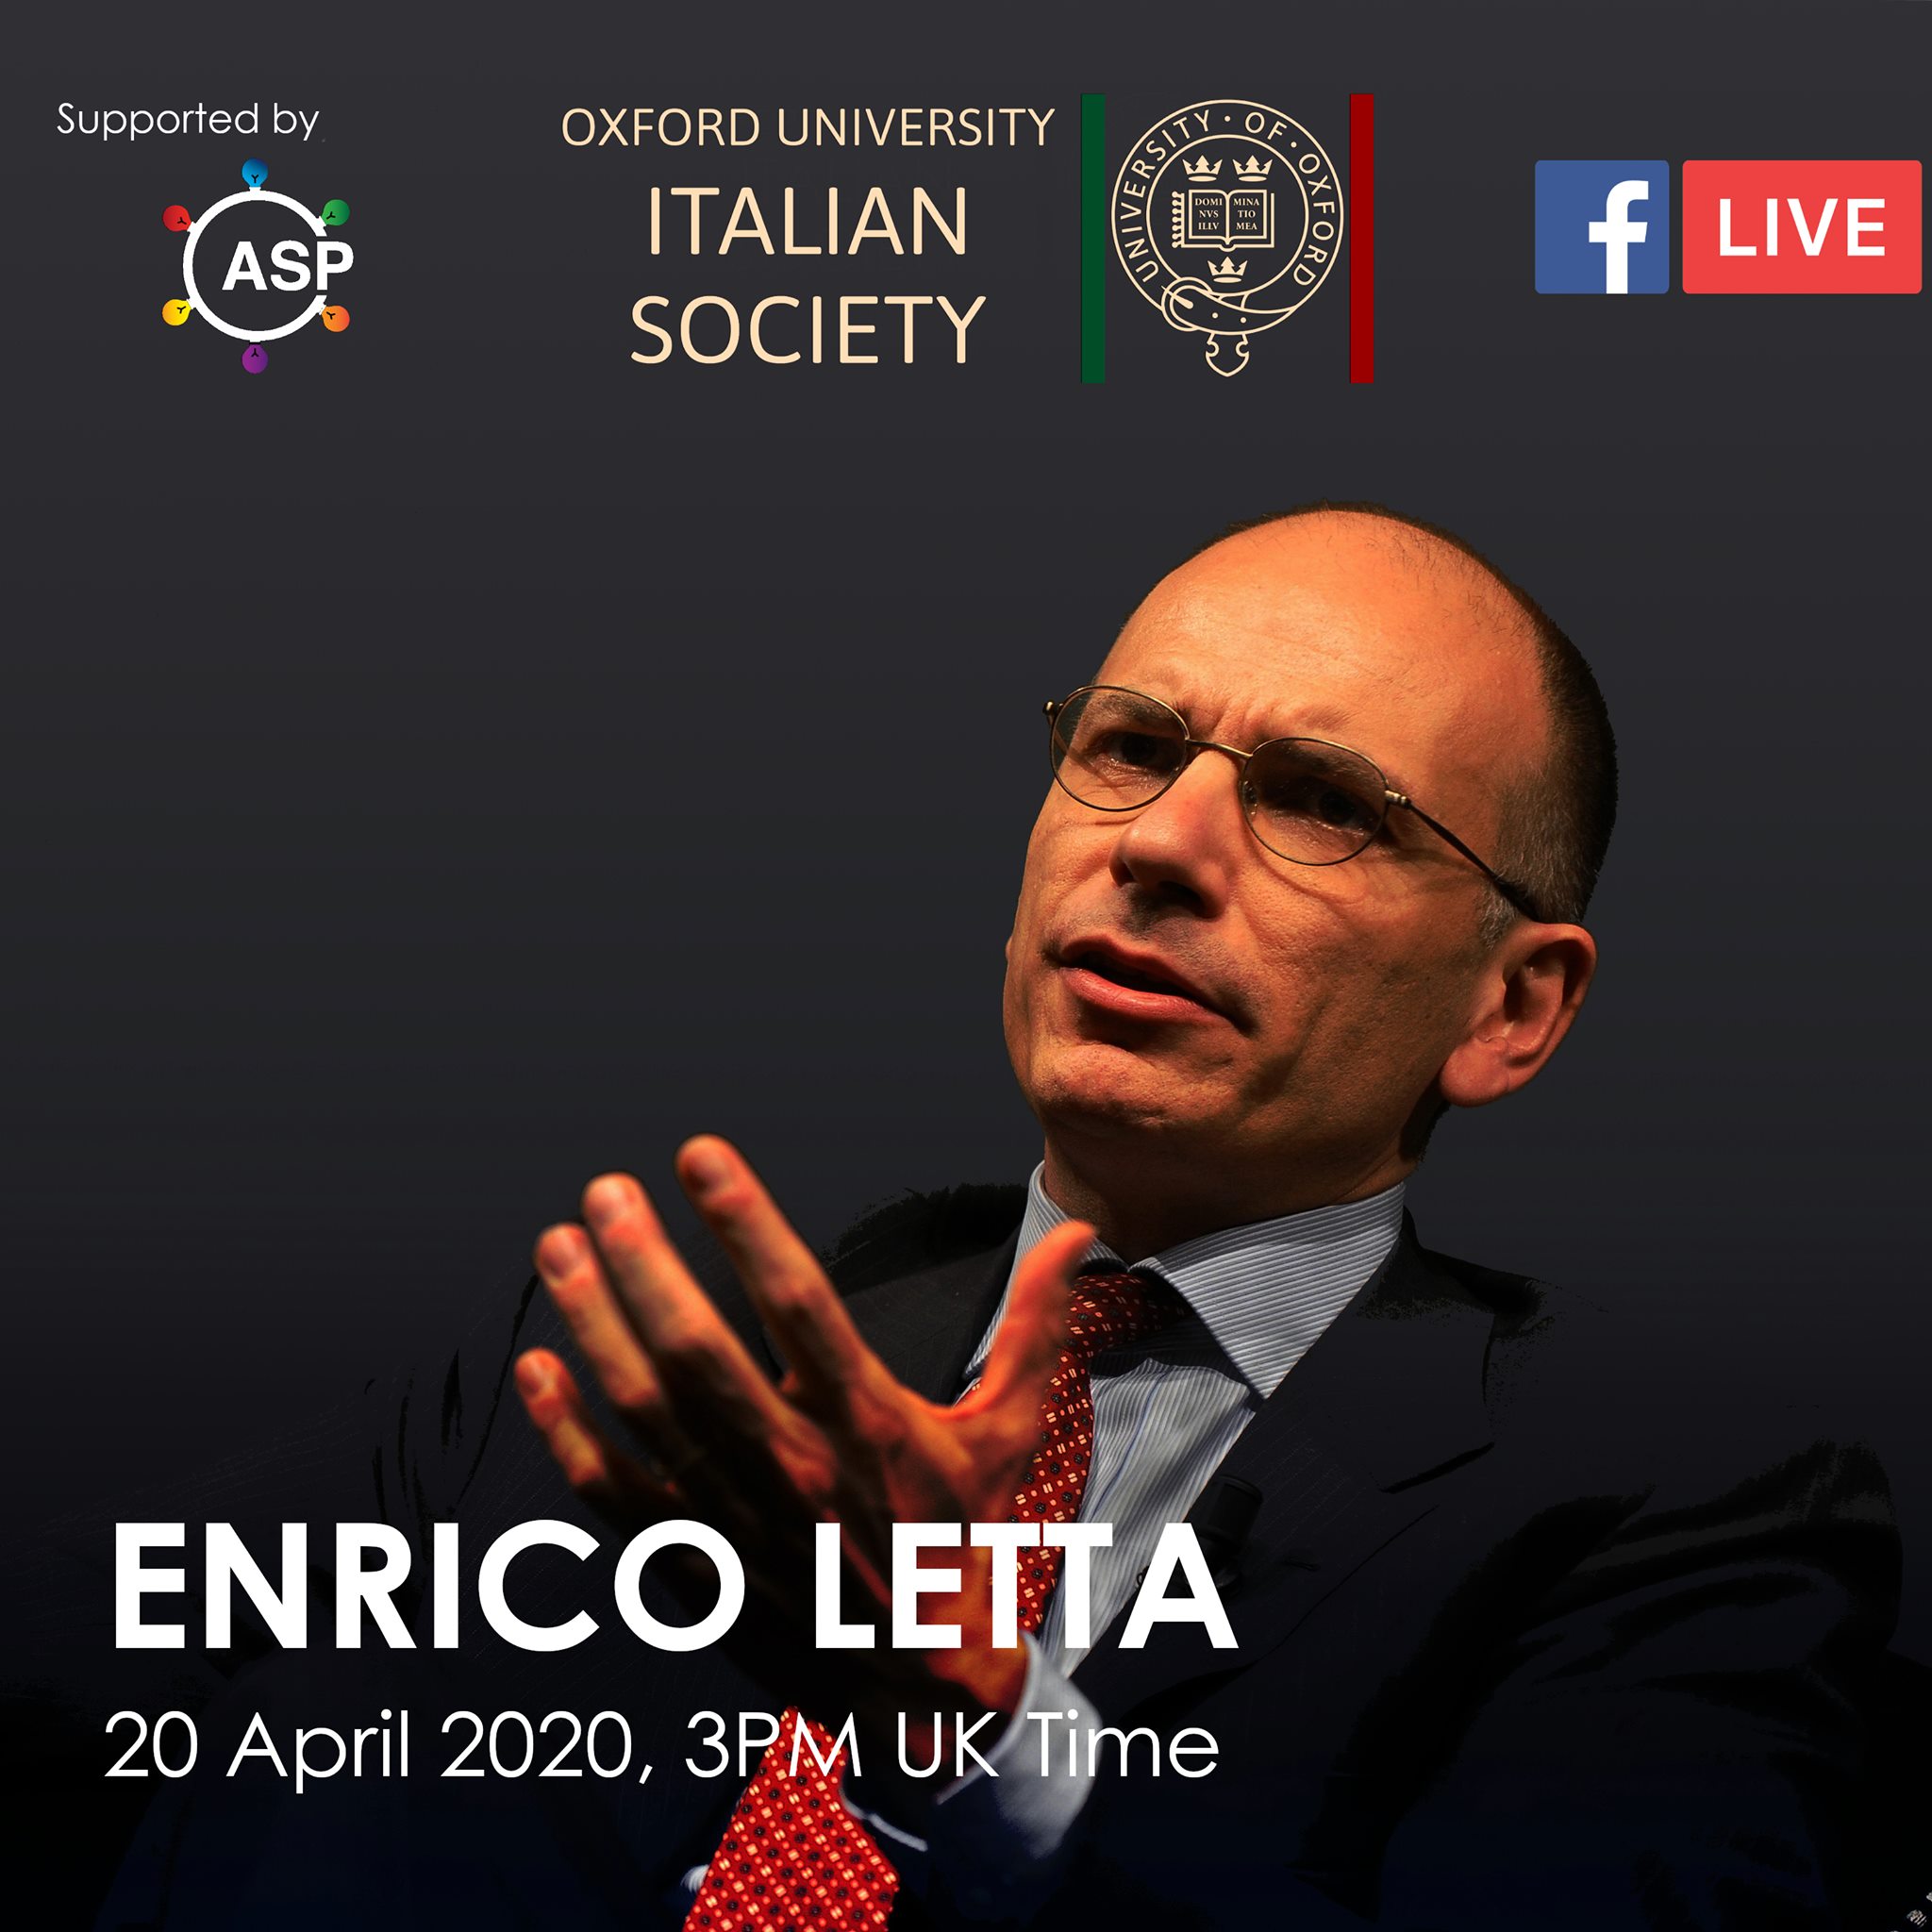 Supported by
ASP
OXFORD UNIVERSITY
ITALIAN
SOCIETY
UNIVERSITY · OF · OXFORD
DOMI MINA
NVS TIO
ILLV MEA
f LIVE
ENRICO LETTA
20 April 2020, 3PM UK Time